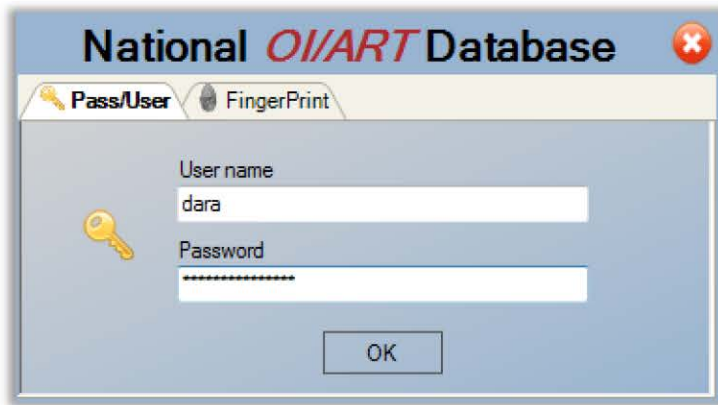 National OI/ART Database
Pass/User FingerPrint
User name
dara
Password
***************
OK